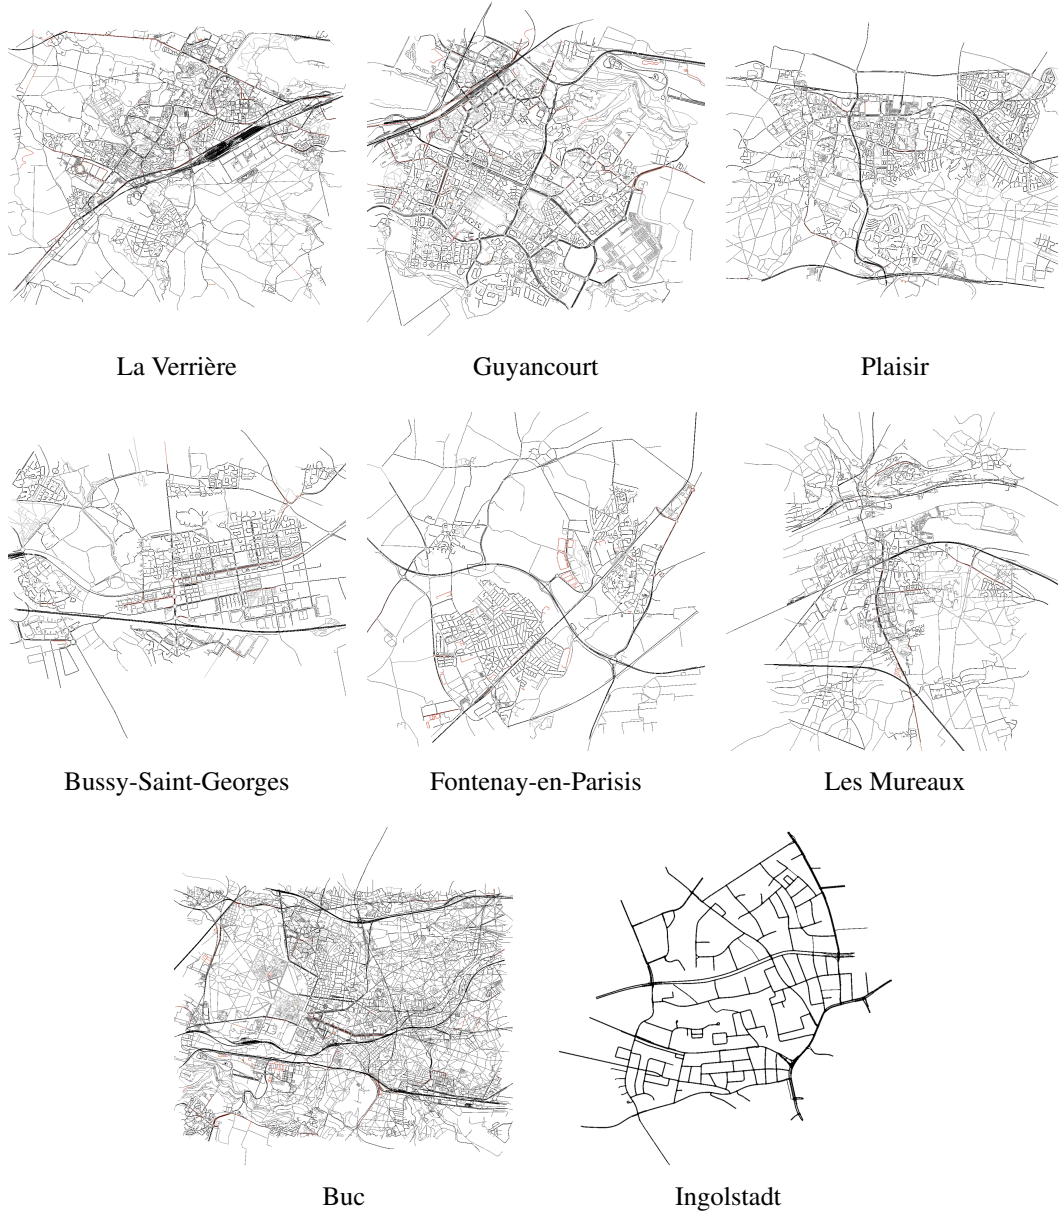 La Verrière
Guyancourt
Plaisir
Bussy-Saint-Georges
Fontenay-en-Parisis
Les Mureaux
Buc
Ingolstadt